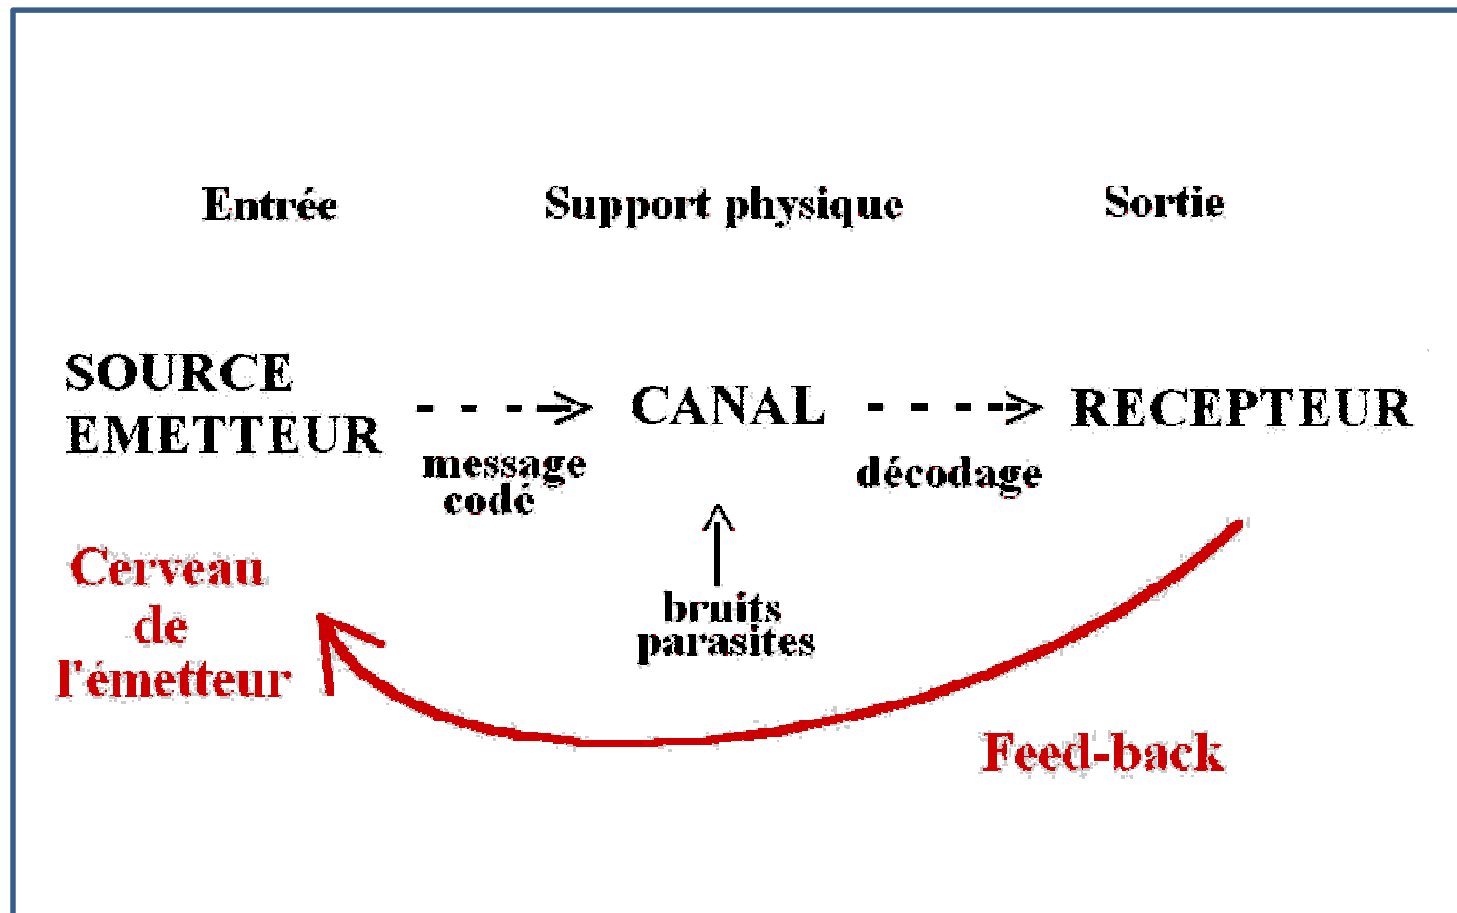 Entrée
Support physique
Sortie
SOURCE
EMETTEUR
message
codé
CANAL
décodage
RECEPTEUR
bruits
parasites
Cerveau
de
l'émetteur
Feed-back